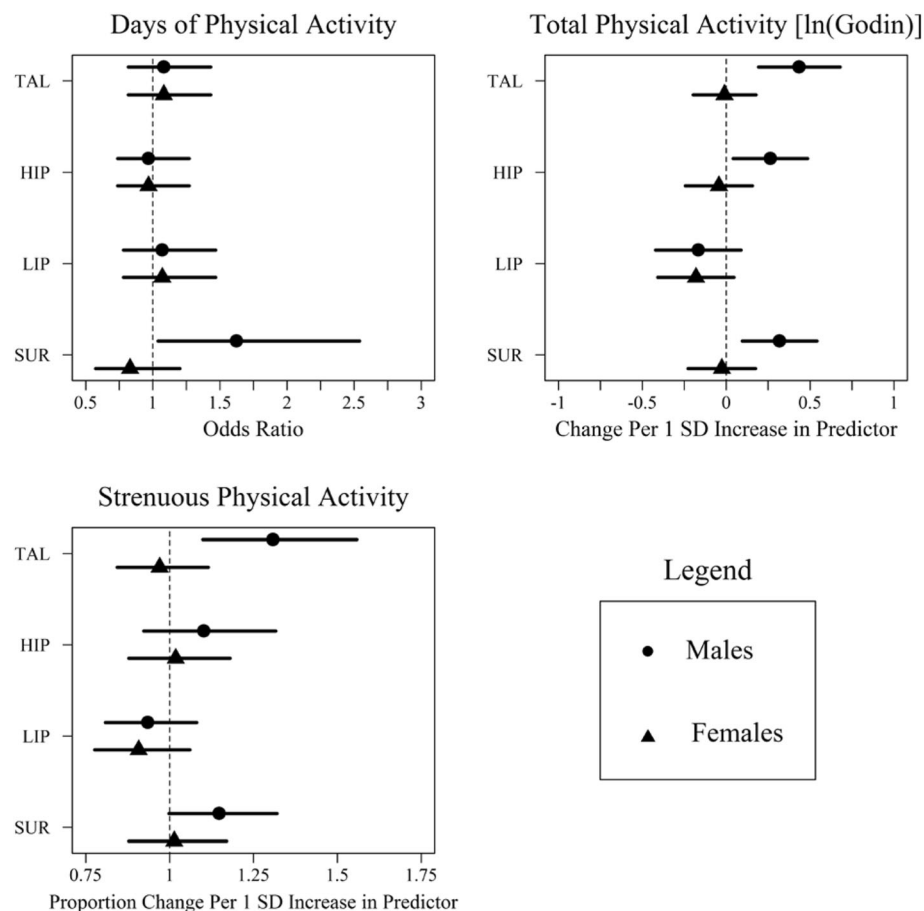 Days of Physical Activity
TAL
HIP
LIP
SUR
0.5 1 1.5 2 2.5 3
Odds Ratio
Total Physical Activity [ln(Godin)]
TAL
HIP
LIP
SUR
-1 -0.5 0 0.5 1
Change Per 1 SD Increase in Predictor
Strenuous Physical Activity
TAL
HIP
LIP
SUR
0.75 1 1.25 1.5 1.75
Proportion Change Per 1 SD Increase in Predictor
Legend
Males
Females